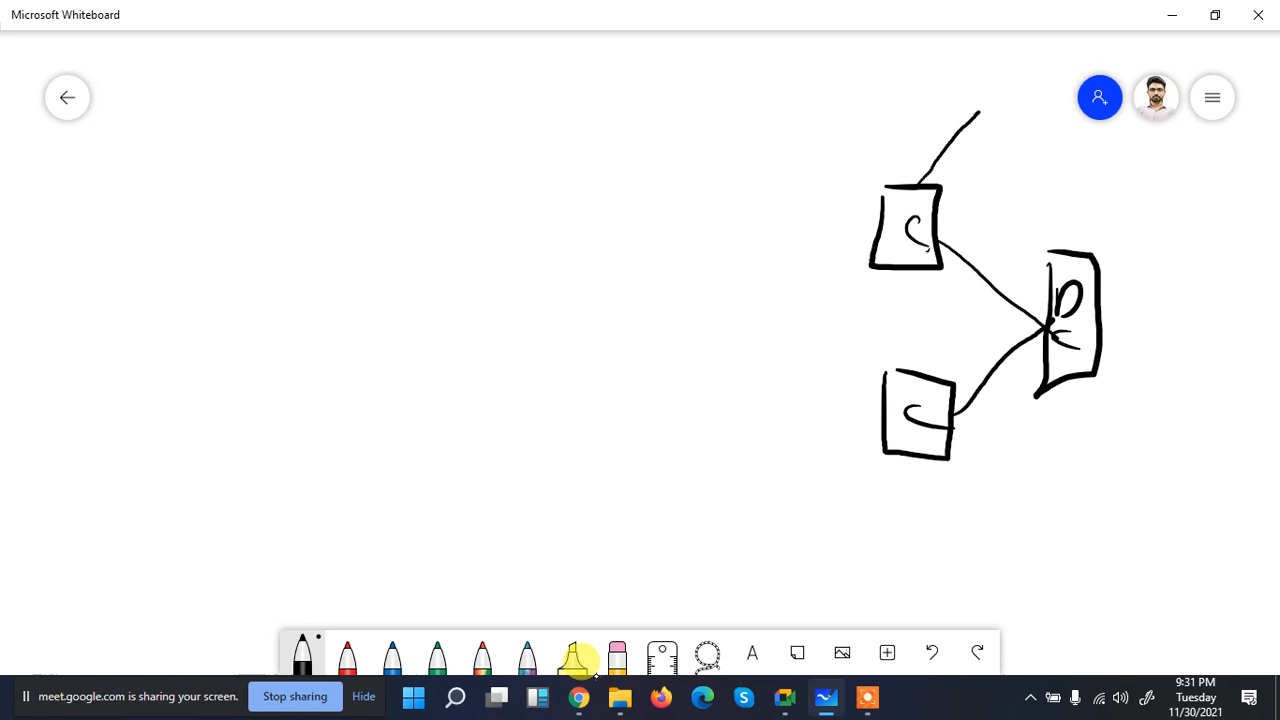 Microsoft Whiteboard
C
D
C
C
A
meet.google.com is sharing your screen.
Stop sharing
Hide
9:31 PM
Tuesday
11/30/2021